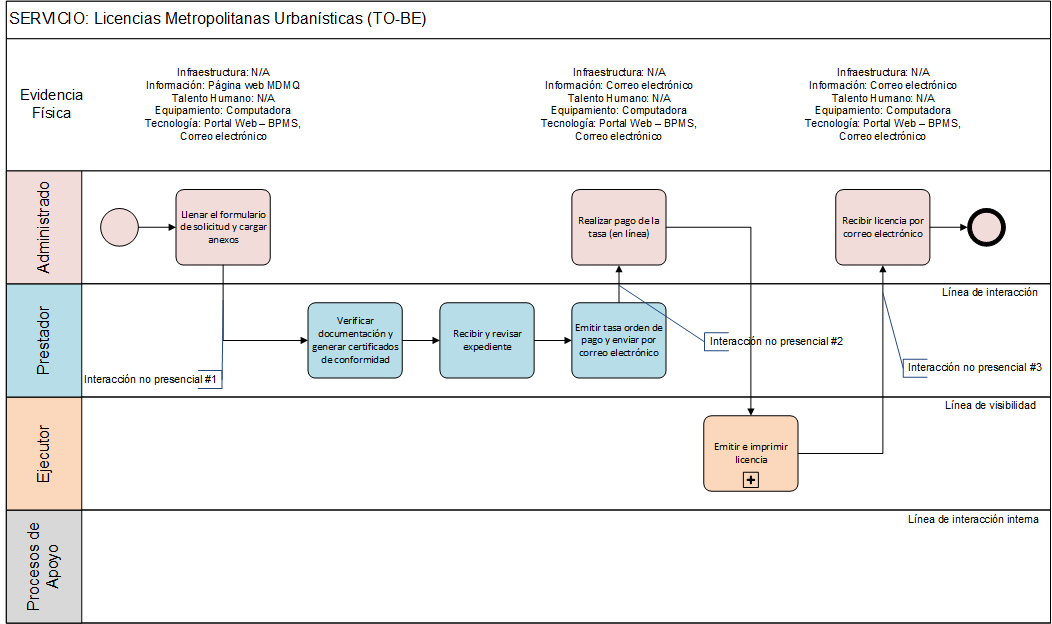 SERVICIO: Licencias Metropolitanas Urbanísticas (TO-BE)
Evidencia
Física
Infraestructura: N/A
Información: Página web MDMQ
Talento Humano: N/A
Equipamiento: Computadora
Tecnología: Portal Web – BPMS,
Correo electrónico
Infraestructura: N/A
Información: Correo electrónico
Talento Humano: N/A
Equipamiento: Computadora
Tecnología: Portal Web – BPMS,
Correo electrónico
Infraestructura: N/A
Información: Correo electrónico
Talento Humano: N/A
Equipamiento: Computadora
Tecnología: Portal Web – BPMS,
Correo electrónico
Administrado
Llenar el formulario
de solicitud y cargar
anexos
Realizar pago de la
tasa (en línea)
Recibir licencia por
correo electrónico
Línea de interacción
Prestador
Verificar
documentación y
generar certificados
de conformidad
Recibir y revisar
expediente
Emitir tasa orden de
pago y enviar por
correo electrónico
Interacción no presencial #2
Interacción no presencial #3
Interacción no presencial #1
Línea de visibilidad
Ejecutor
Emitir e imprimir
licencia
Línea de interacción interna
Procesos de
Apoyo